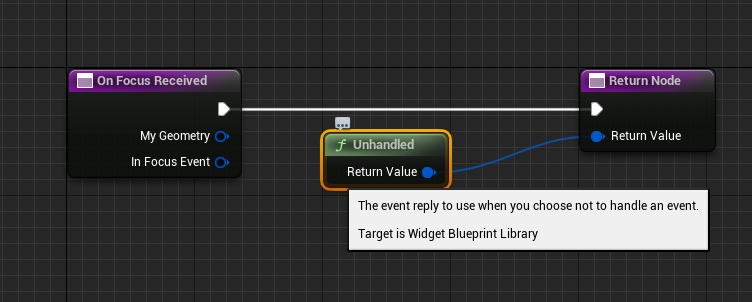 On Focus Received
Return Node
My Geometry
Return Value
In Focus Event
Unhandled
Return Value
The event reply to use when you choose not to handle an event.
Target is Widget Blueprint Library